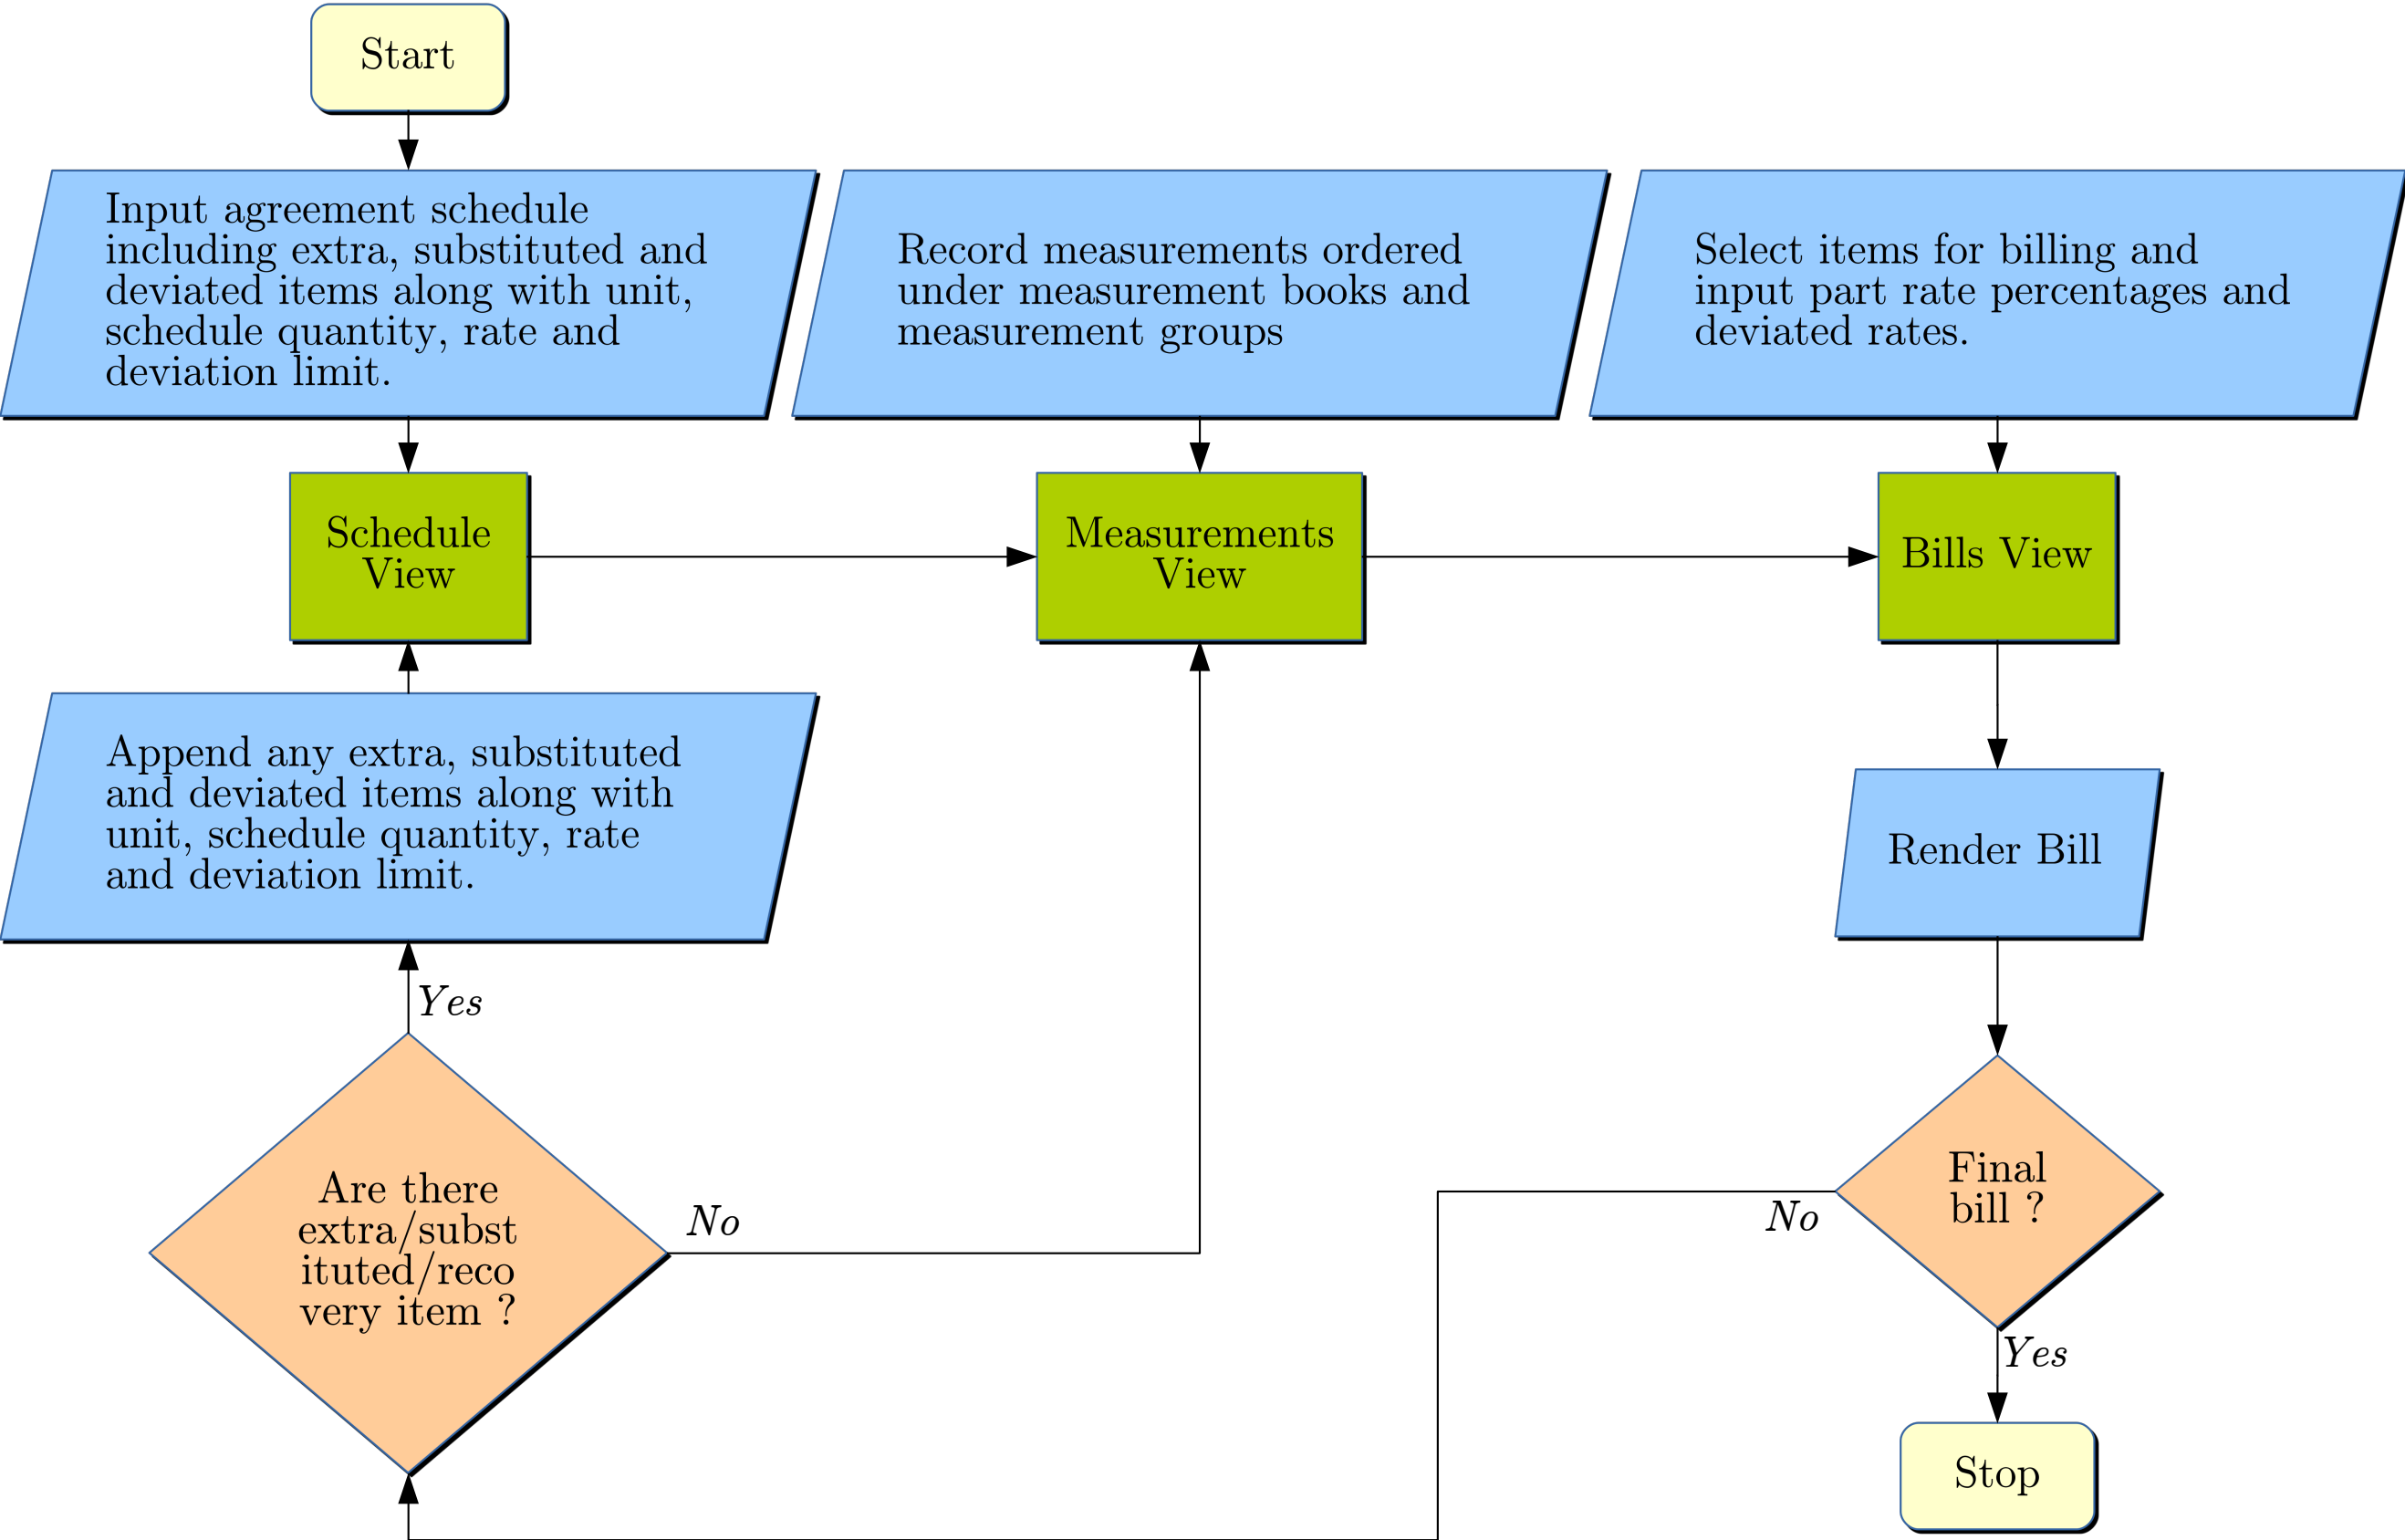 Start
Input agreement schedule
including extra, substituted and
deviated items along with unit,
schedule quantity, rate and
deviation limit.
Record measurements ordered
under measurement books and
measurement groups
Select items for billing and
input part rate percentages and
deviated rates.
Schedule
View
Measurements
View
Bills View
Append any extra, substituted
and deviated items along with
unit, schedule quantity, rate
and deviation limit.
Render Bill
Yes
Are there
extra/subst
ituted/reco
very item ?
No
Final
bill ?
No
Yes
Stop